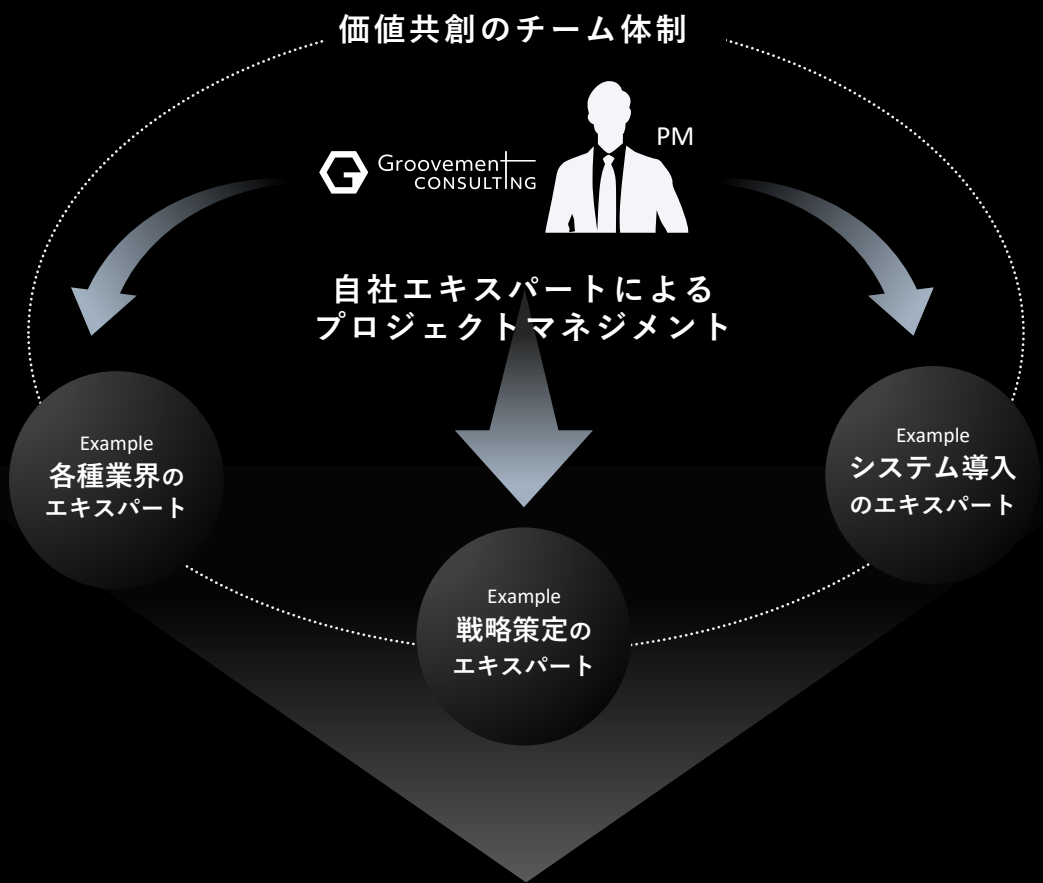 価値共創のチーム体制
PM
Groovement
CONSULTING
自社エキスパートによる
プロジェクトマネジメント
Example
各種業界の
エキスパート
Example
戦略策定の
エキスパート
Example
システム導入
のエキスパート